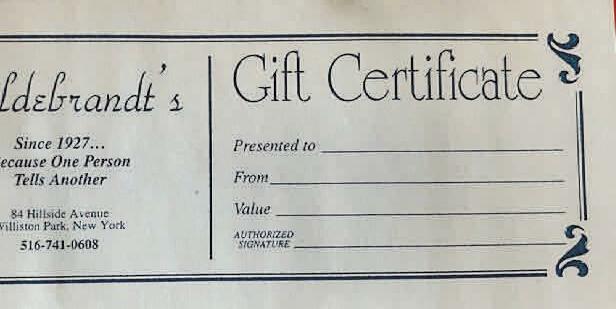 ldebrandt's
Since 1927...
ecause One Person
Tells Another
84 Hillside Avenue
Williston Park, New York
516-741-0608
Gift Certificate
Presented to
From
Value
AUTHORIZED
SIGNATURE